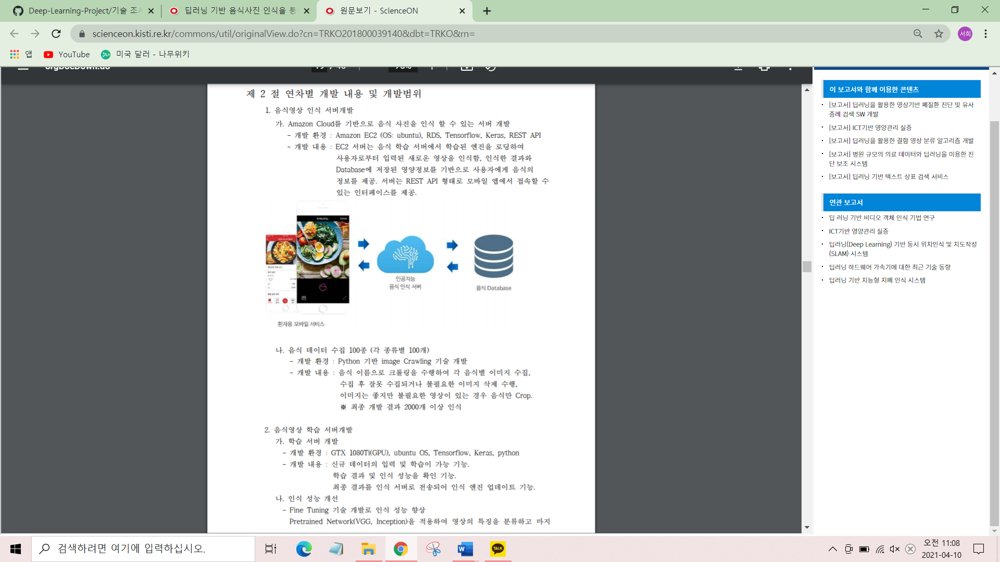 Deep-Learning-Project/기술 조사
딥러닝 기반 음식사진 인식을 통
원문보기 - ScienceON
scienceon.kisti.re.kr/commons/util/originalView.do?cn=TRKO201800039140&dbt=TRKO&rn=
서희
앱
YouTube
미국 달러 - 나무위키
orgDocDown.do
제 2 절 연차별 개발 내용 및 개발범위
1. 음식영상 인식 서버개발
가. Amazon Cloud를 기반으로 음식 사진을 인식 할 수 있는 서버 개발
- 개발 환경 : Amazon EC2 (OS: ubuntu), RDS, Tensorflow, Keras, REST API
- 개발 내용 : EC2 서버는 음식 학습 서버에서 학습된 엔진을 로딩하여
사용자로부터 입력된 새로운 영상을 인식함, 인식한 결과와
Database에 저장된 영양정보를 기반으로 사용자에게 음식의
정보를 제공. 서버는 REST API 형태로 모바일 앱에서 접속할 수
있는 인터페이스를 제공.
Analyzing...
Cancel
인공지능
음식 인식 서버
음식 Database
환자용 모바일 서비스
나. 음식 데이터 수집 100종 (각 종류별 100개)
- 개발 환경 : Python 기반 image Crawling 기술 개발
- 개발 내용 : 음식 이름으로 크롤링을 수행하여 각 음식별 이미지 수집,
수집 후 잘못 수집되거나 불필요한 이미지 삭제 수행,
이미지는 좋지만 불필요한 영상이 있는 경우 음식만 Crop.
※ 최종 개발 결과 2000개 이상 인식
2. 음식영상 학습 서버개발
가. 학습 서버 개발
- 개발 환경 : GTX 1080Ti(GPU), ubuntu OS, Tensorflow, Keras, python
- 개발 내용 : 신규 데이터의 입력 및 학습이 가능 기능.
학습 결과 및 인식 성능을 확인 기능.
최종 결과를 인식 서버로 전송되어 인식 엔진 업데이트 기능.
나. 인식 성능 개선
- Fine Tuning 기술 개발로 인식 성능 향상
Pretrained Network(VGG, Inception)을 적용하여 영상의 특징을 분류하고 마지
이 보고서와 함께 이용한 콘텐츠
[보고서] 딥러닝을 활용한 영상기반 폐질환 진단 및 유사
증례 검색 SW 개발
[보고서] ICT기반 영양관리 실증
[보고서] 딥러닝을 활용한 결함 영상 분류 알고리즘 개발
[보고서] 병원 규모의 의료 데이터와 딥러닝을 이용한 진
단 보조 시스템
[보고서] 딥러닝 기반 텍스트 상표 검색 서비스
연관 보고서
딥 러닝 기반 비디오 객체 인식 기법 연구
ICT기반 영양관리 실증
딥러닝(Deep Learning) 기반 동시 위치인식 및 지도작성
(SLAM) 시스템
딥러닝 하드웨어 가속기에 대한 최근 기술 동향
딥러닝 기반 지능형 지폐 인식 시스템
검색하려면 여기에 입력하십시오.
TALK
오전 11:08
2021-04-10